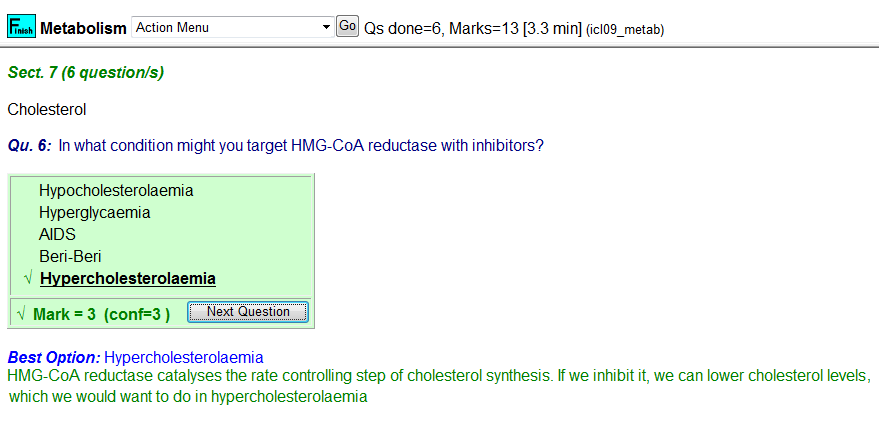 Finish Metabolism Action Menu Go Qs done=6, Marks=13 [3.3 min] (icl09_metab)
Sect. 7 (6 question/s)
Cholesterol
Qu. 6: In what condition might you target HMG-CoA reductase with inhibitors?
Hypocholesterolaemia
Hyperglycaemia
AIDS
Beri-Beri
√ Hypercholesterolaemia
√ Mark = 3 (conf=3 ) Next Question
Best Option: Hypercholesterolaemia
HMG-CoA reductase catalyses the rate controlling step of cholesterol synthesis. If we inhibit it, we can lower cholesterol levels,
which we would want to do in hypercholesterolaemia